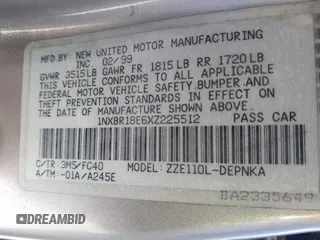 MFD BY: NEW UNITED MOTOR MANUFACTURING
INC 02/99
GVWR 3515LB GAWR FR 1815 LB RR 1720 LB
THIS VEHICLE CONFORMS TO ALL APPLICABLE
FEDERAL MOTOR VEHICLE SAFETY,BUMPER,AND
THEFT PREVENTION STANDARDS IN EFFECT ON
THE DATE OF MANUFACTURE SHOWN ABOVE.
1NXBR18E6XZ225512 PASS CAR
C/TR: 3M5/FC40 MODEL: ZZE110L-DEPNKA
A/TM: -01A/A245E
BA2335649
DREAMBID